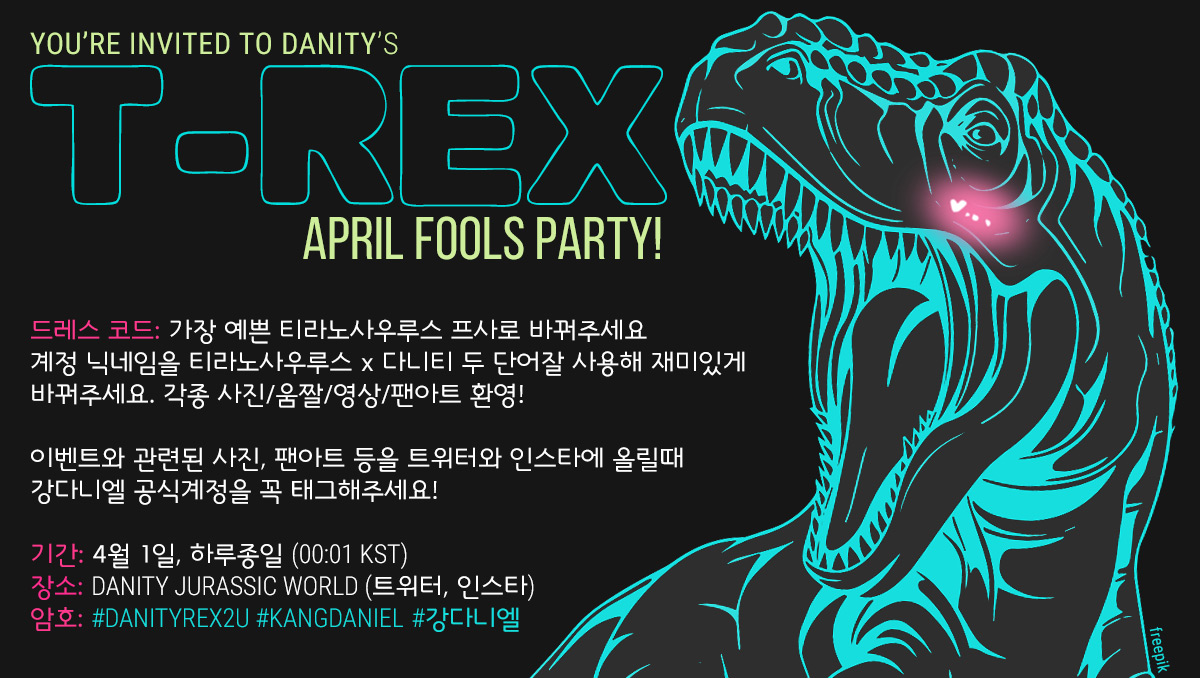 YOU'RE INVITED TO DANITY'S
T-REX
APRIL FOOLS PARTY!
드레스 코드: 가장 예쁜 티라노사우루스 프사로 바꿔주세요
계정 닉네임을 티라노사우루스 x 다니티 두 단어잘 사용해 재미있게
바꿔주세요. 각종 사진/움짤/영상/팬아트 환영!
이벤트와 관련된 사진, 팬아트 등을 트위터와 인스타에 올릴때
강다니엘 공식계정을 꼭 태그해주세요!
기간: 4월 1일, 하루종일 (00:01 KST)
장소: DANITY JURASSIC WORLD (트위터, 인스타)
암호: #DANITYREX2U #KANGDANIEL #강다니엘
freepik